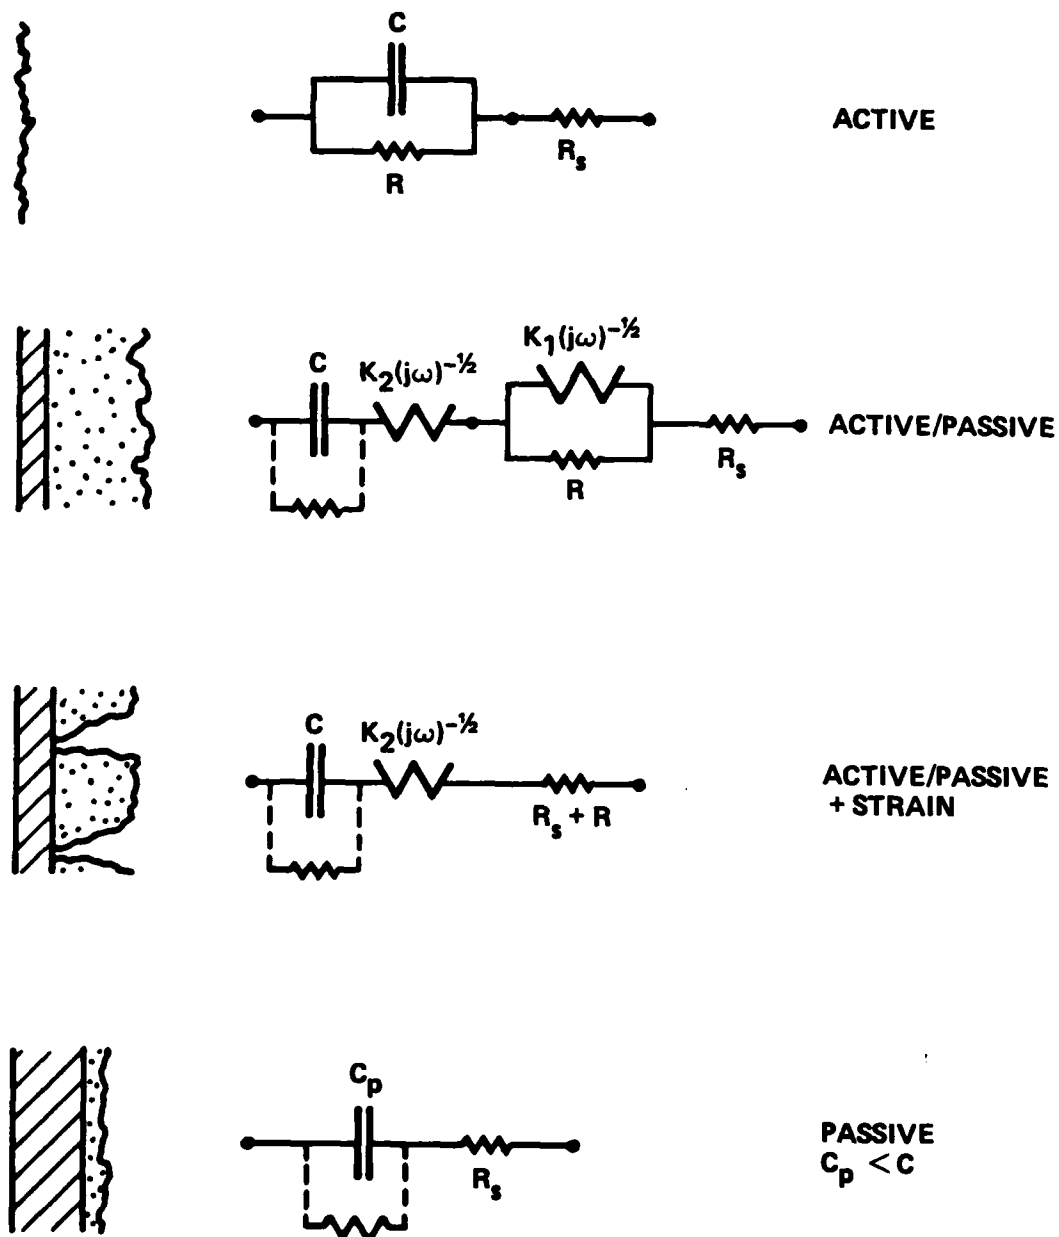 C
R
R_s
ACTIVE
C
K_2(jω)^{-½}
K_1(jω)^{-½}
R
R_s
ACTIVE/PASSIVE
C
K_2(jω)^{-½}
R_s + R
ACTIVE/PASSIVE
+ STRAIN
C_p
R_s
PASSIVE
C_p < C